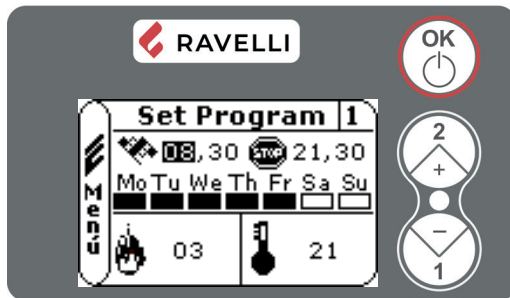 RAVELLI
OK
Set Program 1
08,30 STOP 21,30
Mo Tu We Th Fr Sa Su
03 21
Menú
2
+
−
1